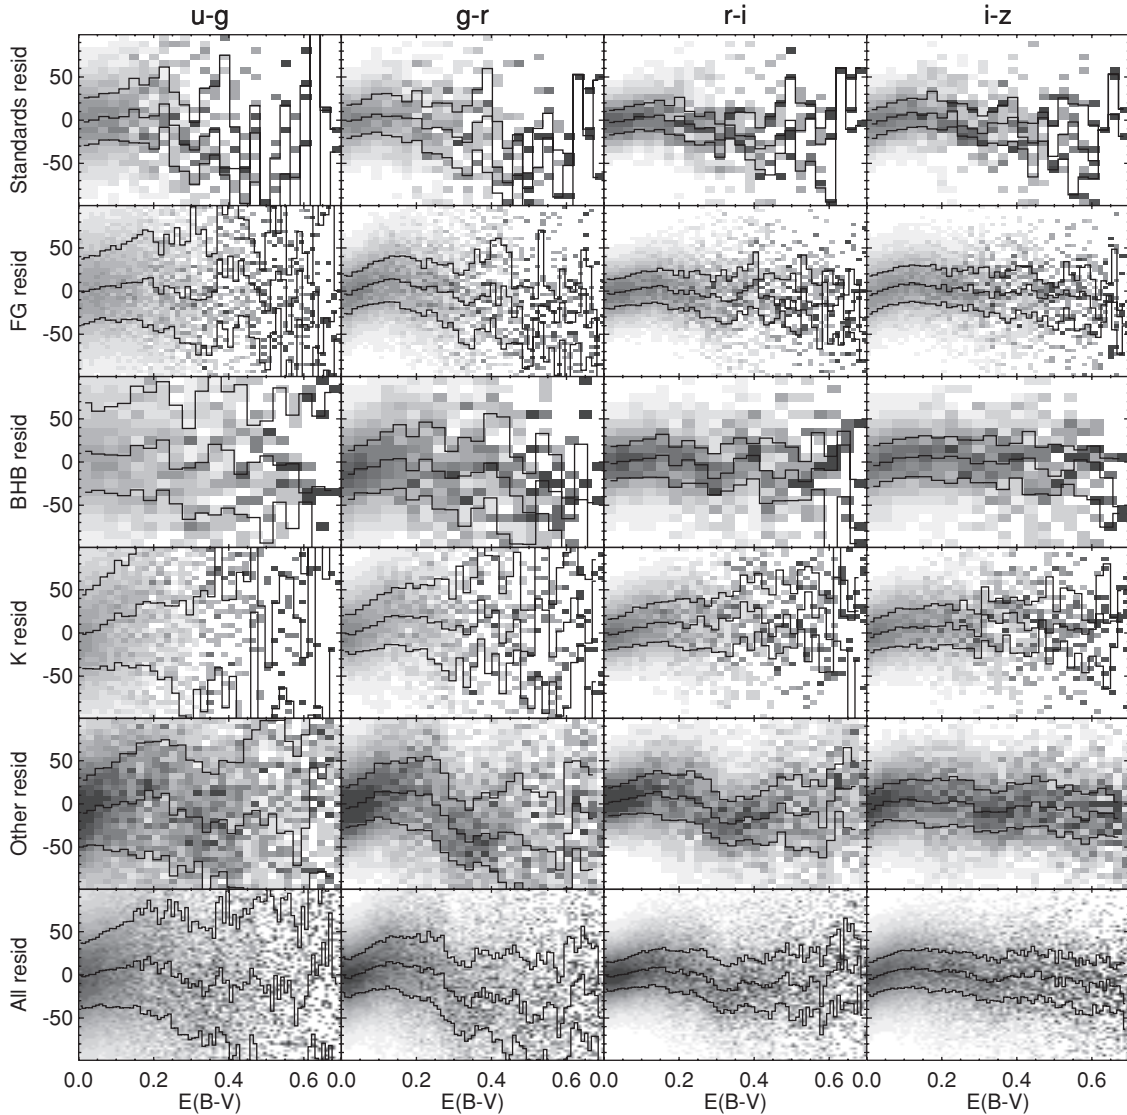 u-g g-r r-i i-z
Standards resid
50
0
-50
FG resid
50
0
-50
BHB resid
50
0
-50
K resid
50
0
-50
Other resid
50
0
-50
All resid
50
0
-50
0.0 0.2 0.4 0.6 0.0 0.2 0.4 0.6 0.0 0.2 0.4 0.6 0.0 0.2 0.4 0.6
E(B-V) E(B-V) E(B-V) E(B-V)